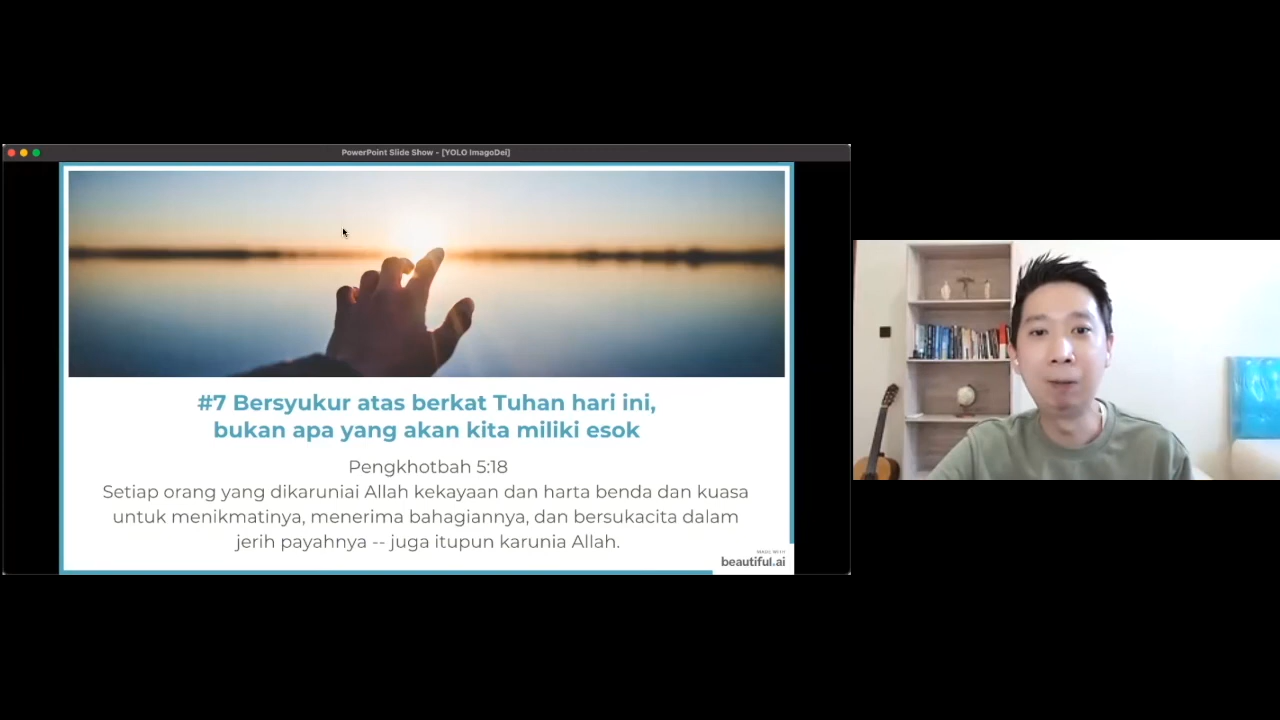 PowerPoint Slide Show - [YOLO ImagoDei]
#7 Bersyukur atas berkat Tuhan hari ini,
bukan apa yang akan kita miliki esok
Pengkhotbah 5:18
Setiap orang yang dikaruniai Allah kekayaan dan harta benda dan kuasa
untuk menikmatinya, menerima bahagiannya, dan bersukacita dalam
jerih payahnya -- juga itupun karunia Allah.
MADE WITH
beautiful.ai